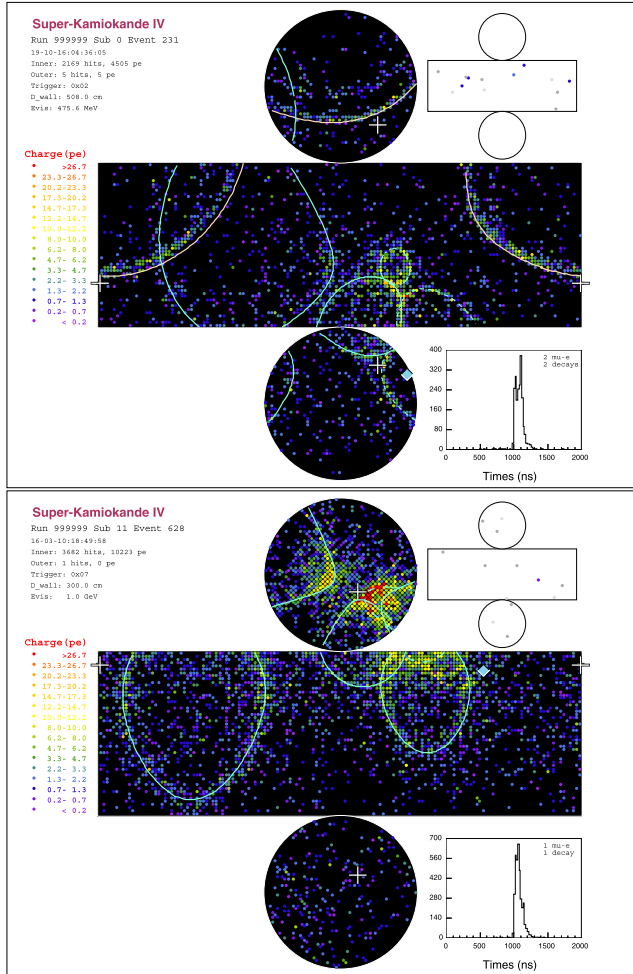 Super-Kamiokande IV
Run 999999 Sub 0 Event 231
19-10-16:04:36:05
Inner: 2169 hits, 4505 pe
Outer: 5 hits, 5 pe
Trigger: 0x02
D_wall: 508.0 cm
Evis: 475.6 MeV
Charge(pe)
>26.7
23.3-26.7
20.2-23.3
17.3-20.2
14.7-17.3
12.2-14.7
10.0-12.2
8.0-10.0
6.2- 8.0
4.7- 6.2
3.3- 4.7
2.2- 3.3
1.3- 2.2
0.7- 1.3
0.2- 0.7
< 0.2
2 mu-e
2 decays
400
320
240
160
80
0
0 500 1000 1500 2000
Times (ns)
Super-Kamiokande IV
Run 999999 Sub 11 Event 628
16-03-10:18:49:58
Inner: 3682 hits, 10223 pe
Outer: 1 hits, 0 pe
Trigger: 0x07
D_wall: 300.0 cm
Evis: 1.0 GeV
Charge(pe)
>26.7
23.3-26.7
20.2-23.3
17.3-20.2
14.7-17.3
12.2-14.7
10.0-12.2
8.0-10.0
6.2- 8.0
4.7- 6.2
3.3- 4.7
2.2- 3.3
1.3- 2.2
0.7- 1.3
0.2- 0.7
< 0.2
1 mu-e
1 decay
700
560
420
280
140
0
0 500 1000 1500 2000
Times (ns)